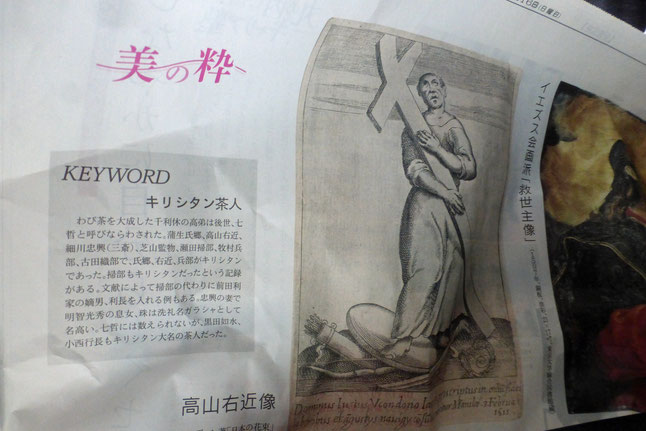 美の粋
KEYWORD
キリシタン茶人
わび茶を大成した千利休の高弟は後世、七
哲と呼びならわされた。蒲生氏郷、高山右近、
細川忠興(三斎)、芝山監物、瀬田掃部、牧村兵
部、古田織部で、氏郷、右近、兵部がキリシタン
であった。掃部もキリシタンだったという記録
がある。文献によって掃部の代わりに前田利
家の嫡男、利長を入れる例もある。忠興の妻で
明智光秀の息女、珠は洗礼名ガラシャとして
名高い。七哲には数えられないが、黒田如水、
小西行長もキリシタン大名の茶人だった。
イエズス会画派「救世主像」
高山右近像
「日本の花束」